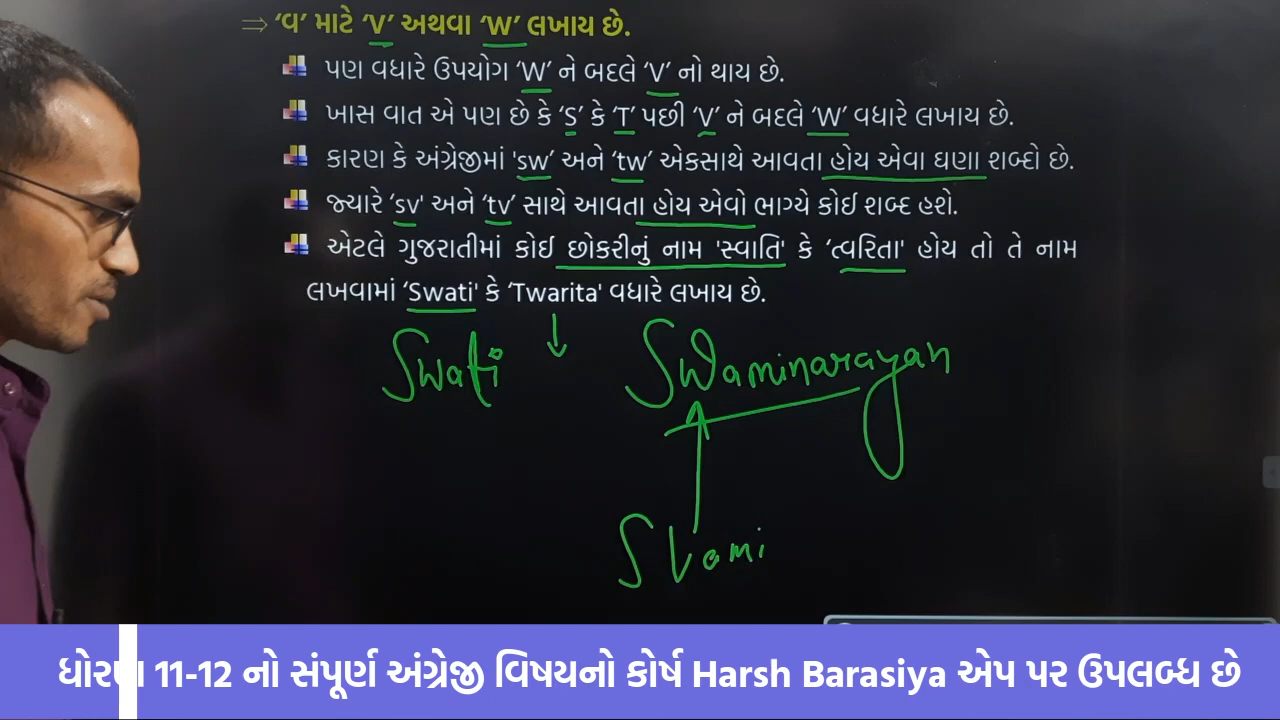 ⇒ ‘વ’ માટે ‘V’ અથવા ‘W’ લખાય છે.
પણ વધારે ઉપયોગ ‘W’ ને બદલે ‘V’ નો થાય છે.
ખાસ વાત એ પણ છે કે ‘S’ કે ‘T’ પછી ‘V’ ને બદલે ‘W’ વધારે લખાય છે.
કારણ કે અંગ્રેજીમાં 'sw’ અને ‘tw’ એકસાથે આવતા હોય એવા ઘણા શબ્દો છે.
જ્યારે ‘sv' અને ‘tv’ સાથે આવતા હોય એવો ભાગ્યે કોઈ શબ્દ હશે.
એટલે ગુજરાતીમાં કોઈ છોકરીનું નામ 'સ્વાતિ' કે ‘ત્વરિતા' હોય તો તે નામ
લખવામાં ‘Swati' કે ‘Twarita' વધારે લખાય છે.
Swati Swaminarayan
Svami
ધોરણ 11-12 નો સંપૂર્ણ અંગ્રેજી વિષયનો કોર્ષ Harsh Barasiya એપ પર ઉપલબ્ધ છે